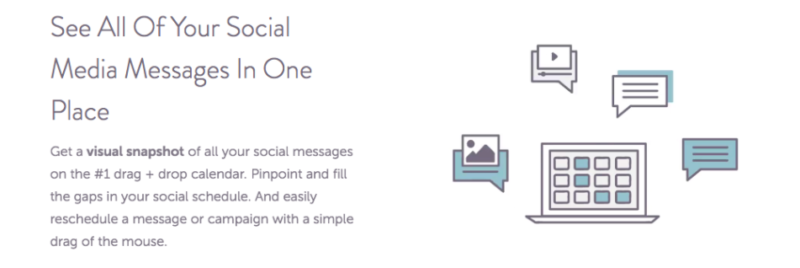 See All Of Your Social
Media Messages In One
Place
Get a visual snapshot of all your social messages
on the #1 drag + drop calendar. Pinpoint and fill
the gaps in your social schedule. And easily
reschedule a message or campaign with a simple
drag of the mouse.